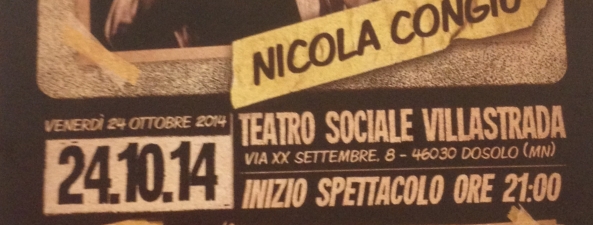 NICOLA CONGIU
VENERDÌ 24 OTTOBRE 2014
24.10.14
TEATRO SOCIALE VILLASTRADA
VIA XX SETTEMBRE, 8 - 46030 DOSOLO (MN)
INIZIO SPETTACOLO ORE 21:00